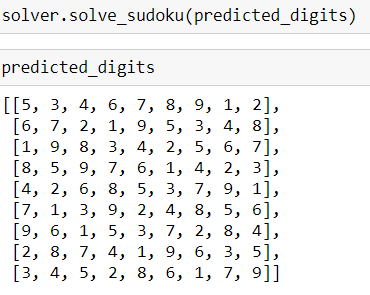 solver.solve_sudoku(predicted_digits)
predicted_digits
[[5, 3, 4, 6, 7, 8, 9, 1, 2],
[6, 7, 2, 1, 9, 5, 3, 4, 8],
[1, 9, 8, 3, 4, 2, 5, 6, 7],
[8, 5, 9, 7, 6, 1, 4, 2, 3],
[4, 2, 6, 8, 5, 3, 7, 9, 1],
[7, 1, 3, 9, 2, 4, 8, 5, 6],
[9, 6, 1, 5, 3, 7, 2, 8, 4],
[2, 8, 7, 4, 1, 9, 6, 3, 5],
[3, 4, 5, 2, 8, 6, 1, 7, 9]]